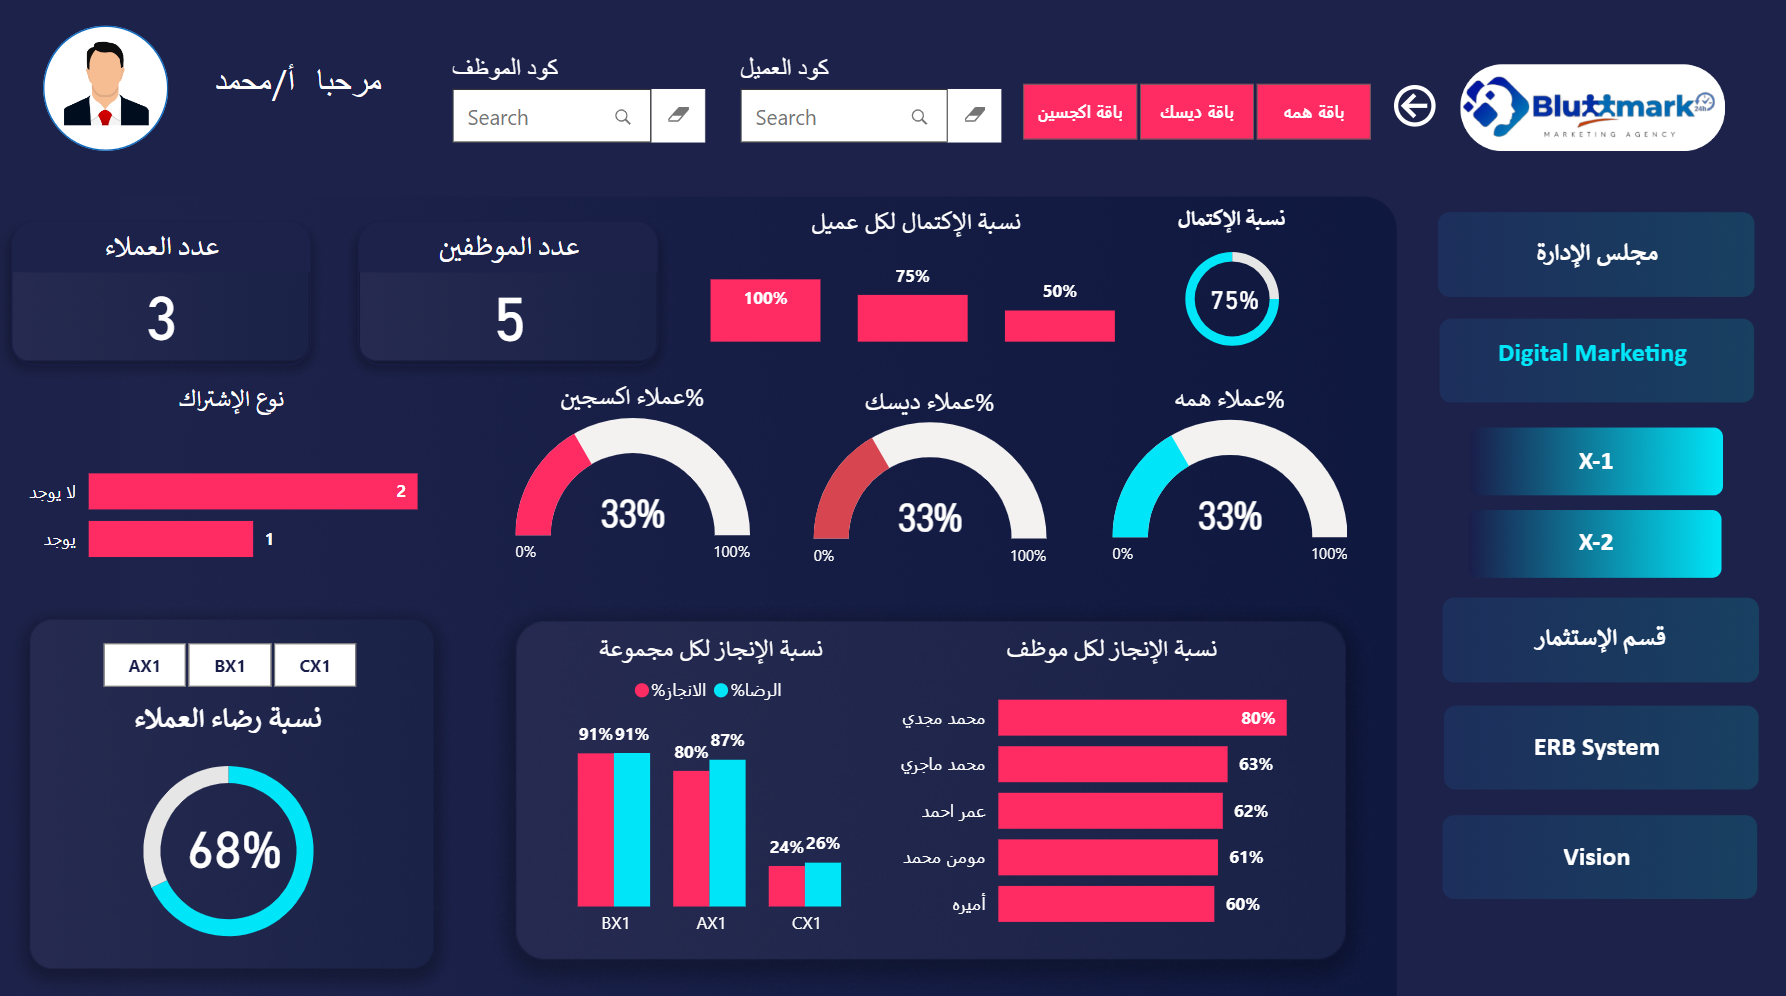 مرحبا أ/محمد
كود الموظف
Search
كود العميل
Search
باقة اكجسين
باقة ديسك
باقة همه
Bluttmark 24h
MARKETING AGENCY
عدد العملاء
3
عدد الموظفين
5
نسبة الإكتمال لكل عميل
100%
75%
50%
نسبة الإكتمال
75%
نوع الإشتراك
لا يوجد
2
يوجد
1
%عملاء اكسجين
33%
0%
100%
%عملاء ديسك
33%
0%
100%
%عملاء همه
33%
0%
100%
مجلس الإدارة
Digital Marketing
X-1
X-2
قسم الإستثمار
ERB System
Vision
AX1
BX1
CX1
نسبة رضاء العملاء
68%
نسبة الإنجاز لكل مجموعة
%الانجاز
%الرضا
91%
91%
80%
87%
24%
26%
BX1
AX1
CX1
نسبة الإنجاز لكل موظف
محمد مجدي
80%
محمد ماجري
63%
عمر احمد
62%
مومن محمد
61%
أميره
60%